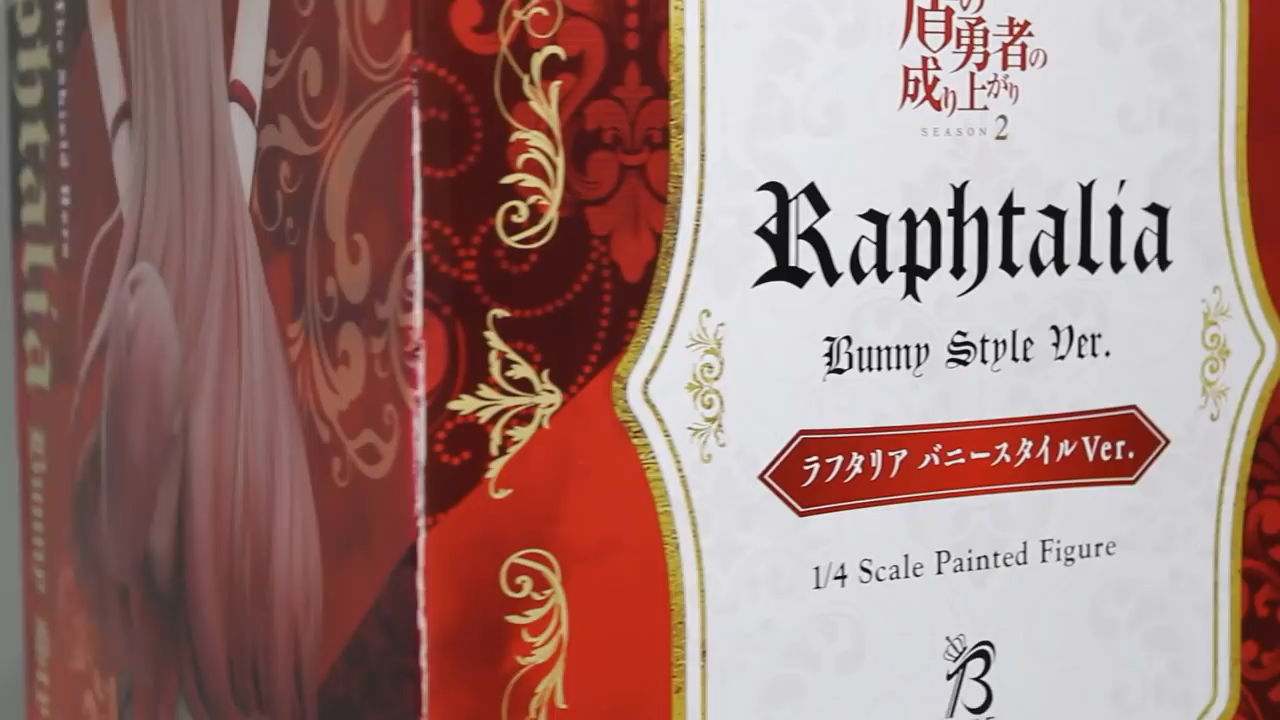 盾の勇者の
成り上がり
SEASON 2
Raphtalia
Bunny Style Ver.
ラフタリア バニースタイルVer.
1/4 Scale Painted Figure
B
phtalia